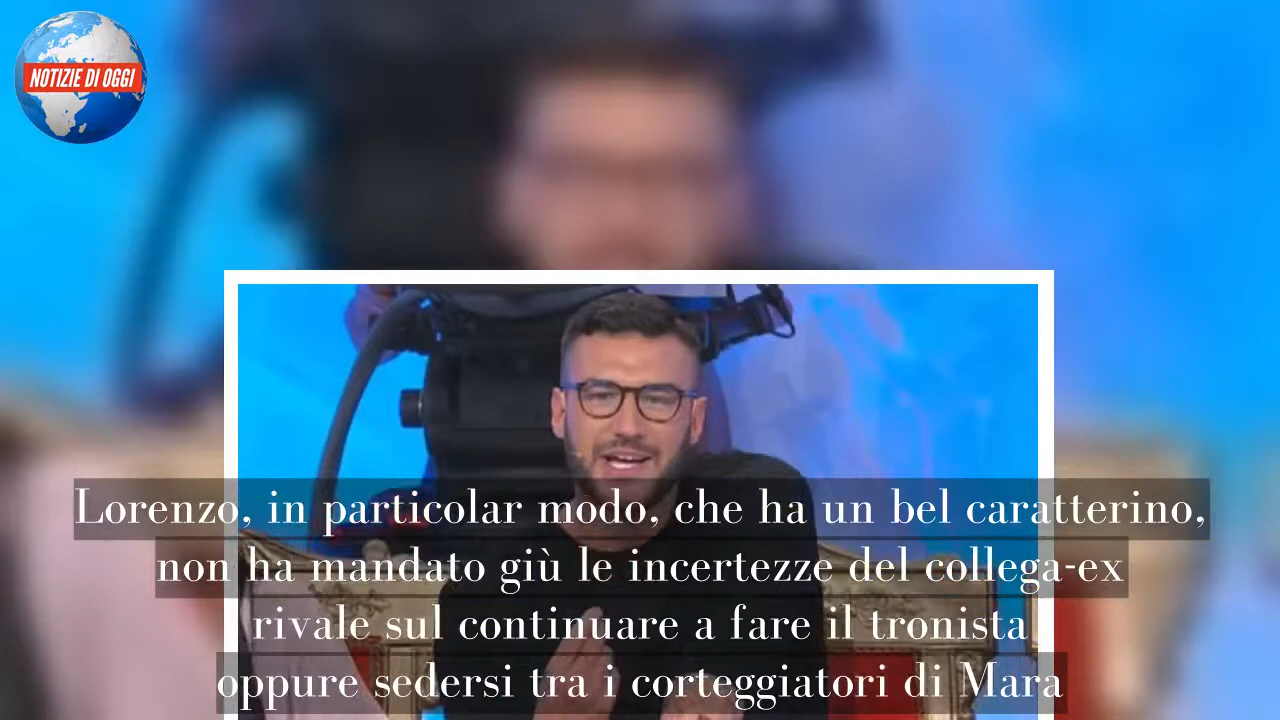 NOTIZIE DI OGGI
Lorenzo, in particolar modo, che ha un bel caratterino,
non ha mandato giù le incertezze del collega-ex
rivale sul continuare a fare il tronista
oppure sedersi tra i corteggiatori di Mara